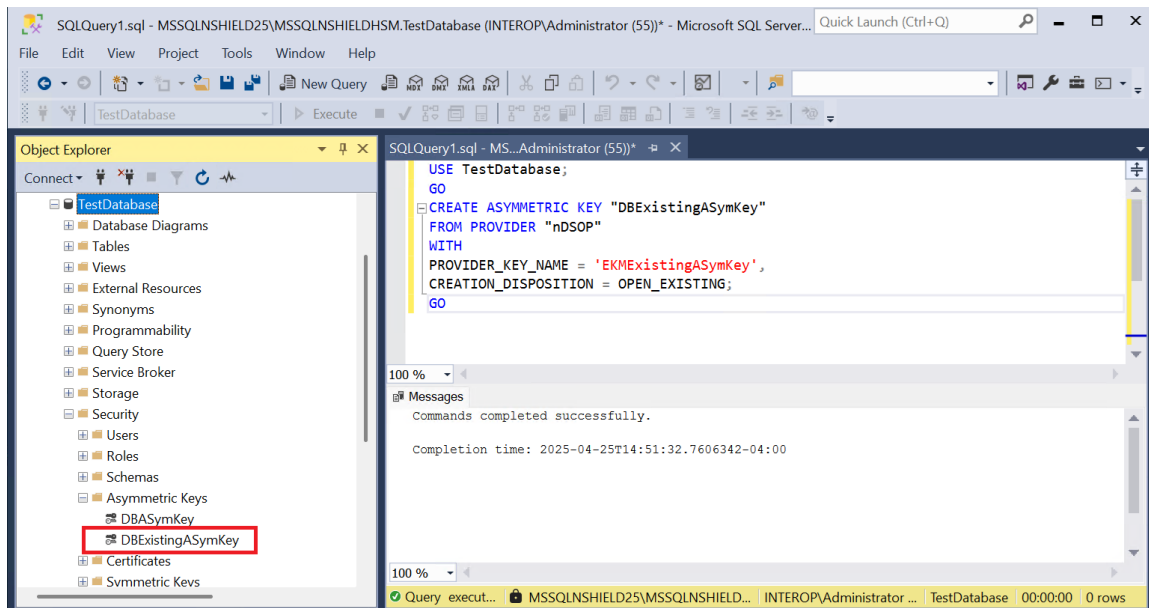 SQLQuery1.sql - MSSQLNSHIELD25\MSSQLNSHIELDHSM.TestDatabase (INTEROP\Administrator (55))* - Microsoft SQL Server...
Quick Launch (Ctrl+Q)
File Edit View Project Tools Window Help
New Query MDX DMX XMLA DAX
TestDatabase Execute
Object Explorer
Connect
TestDatabase
Database Diagrams
Tables
Views
External Resources
Synonyms
Programmability
Query Store
Service Broker
Storage
Security
Users
Roles
Schemas
Asymmetric Keys
DBASymKey
DBExistingASymKey
Certificates
Symmetric Keys
SQLQuery1.sql - MS...Administrator (55))*
USE TestDatabase;
GO
CREATE ASYMMETRIC KEY "DBExistingASymKey"
FROM PROVIDER "nDSOP"
WITH
PROVIDER_KEY_NAME = 'EKMExistingASymKey',
CREATION_DISPOSITION = OPEN_EXISTING;
GO
100 %
Messages
Commands completed successfully.
Completion time: 2025-04-25T14:51:32.7606342-04:00
100 %
Query execut... MSSQLNSHIELD25\MSSQLNSHIELD... INTEROP\Administrator ... TestDatabase 00:00:00 0 rows